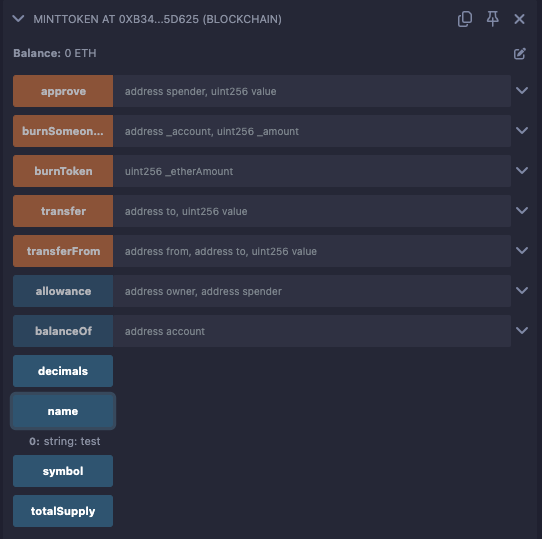 MINTTOKEN AT 0XB34...5D625 (BLOCKCHAIN)
Balance: 0 ETH
approve address spender, uint256 value
burnSomeon... address _account, uint256 _amount
burnToken uint256 _etherAmount
transfer address to, uint256 value
transferFrom address from, address to, uint256 value
allowance address owner, address spender
balanceOf address account
decimals
name
0: string: test
symbol
totalSupply